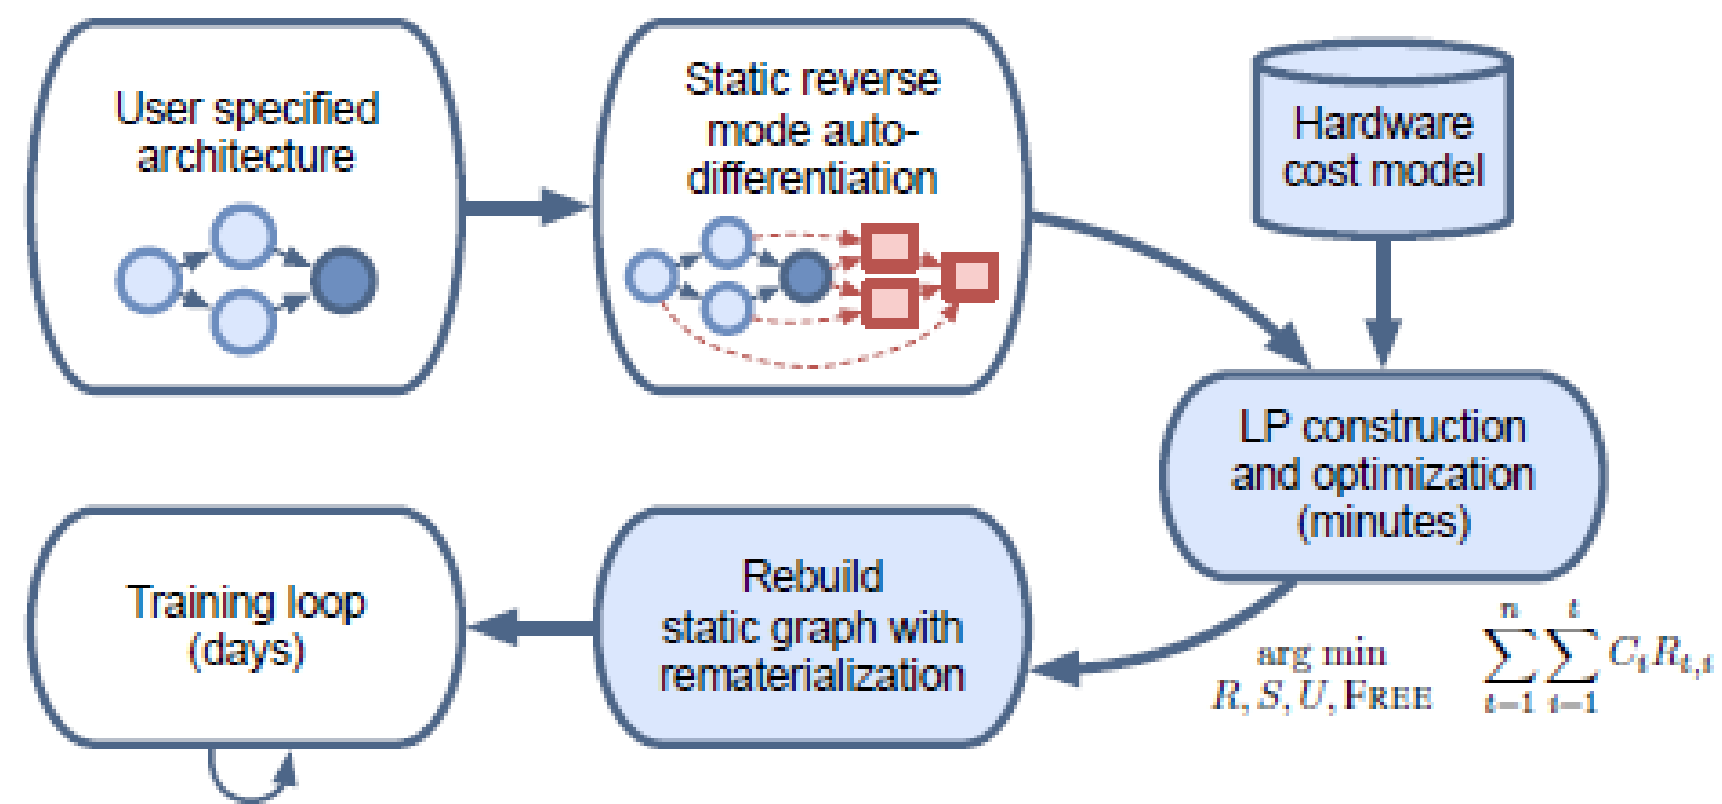 User specified
architecture
Static reverse
mode auto-
differentiation
Hardware
cost model
LP construction
and optimization
(minutes)
arg min
R, S, U, FREE
n t
∑ ∑ C_i R_{t,i}
t=1 i=1
Rebuild
static graph with
rematerialization
Training loop
(days)